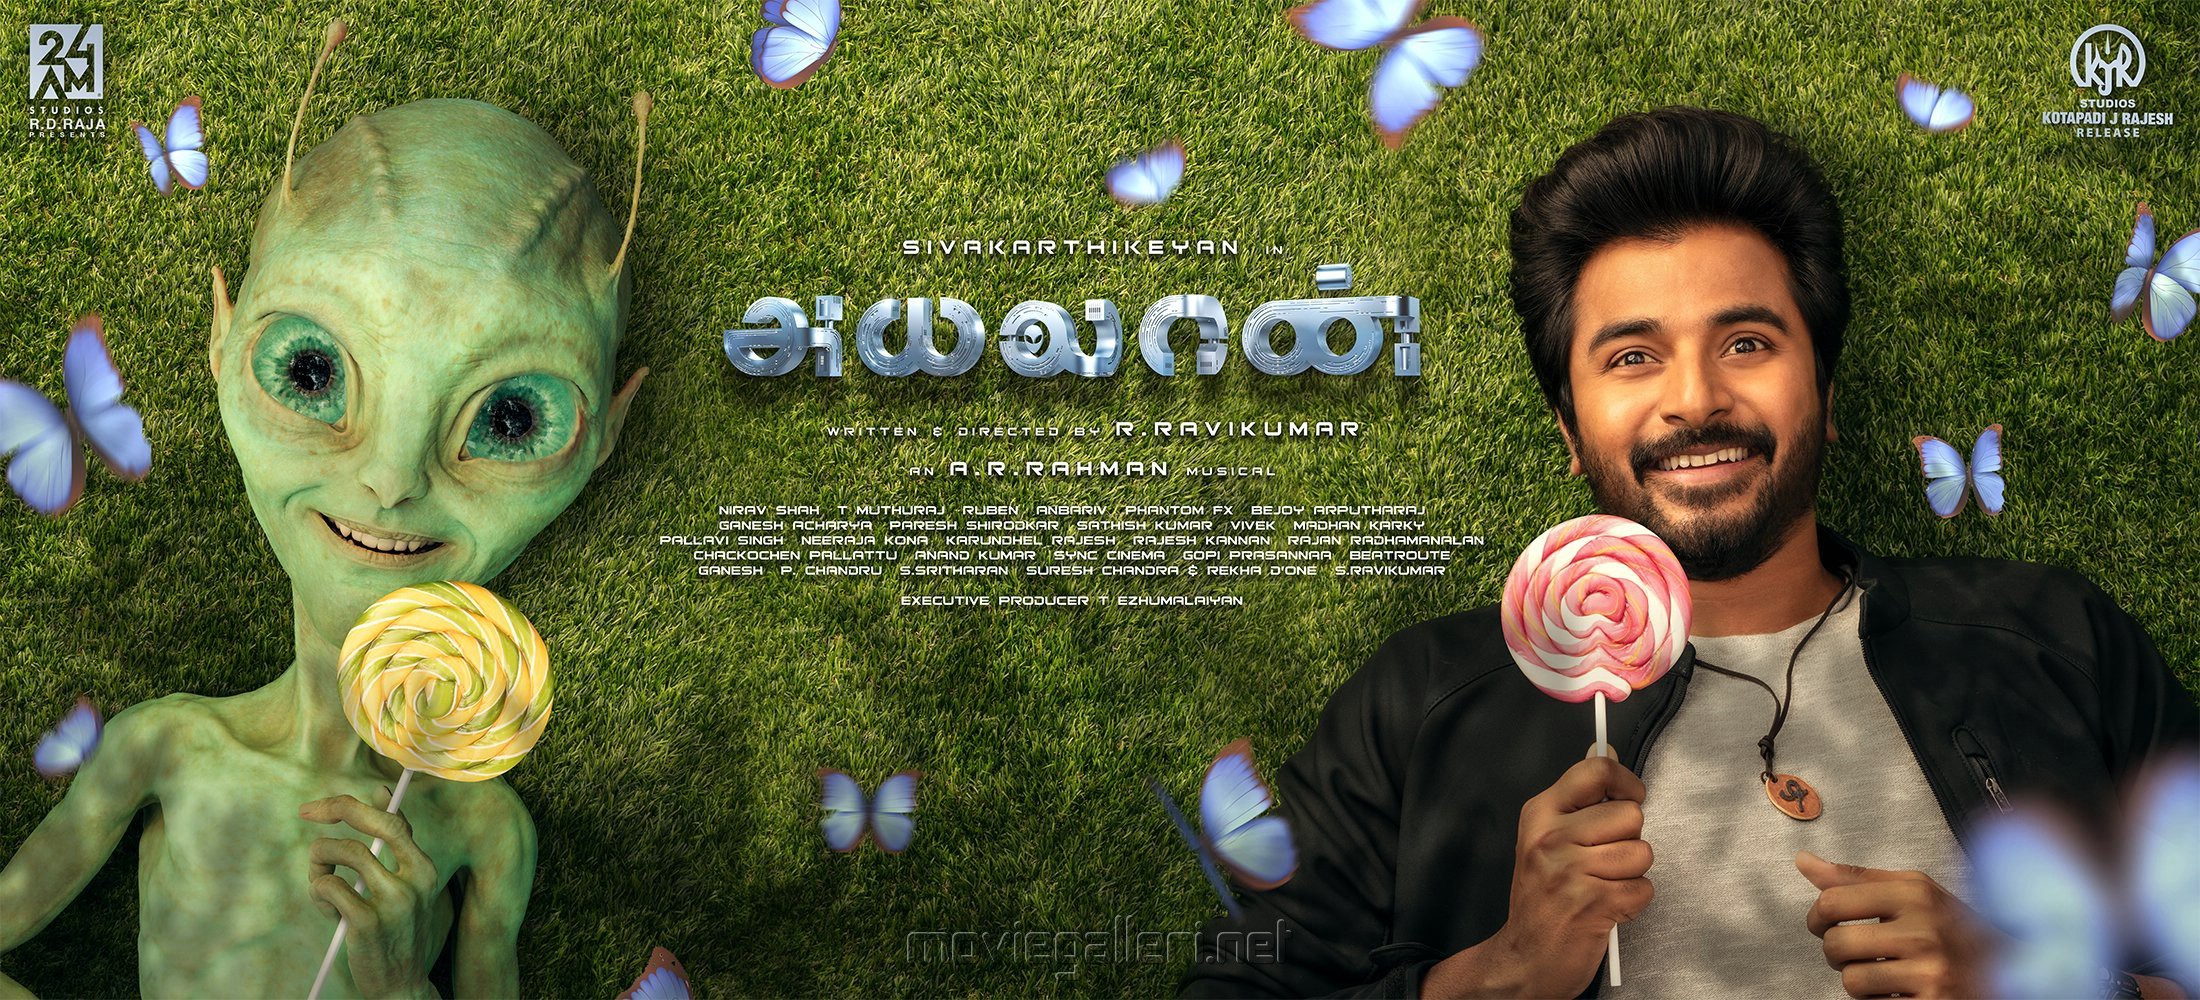 24
AM
STUDIOS
R.D.RAJA
PRESENTS
KJR
STUDIOS
KOTAPADI J RAJESH
RELEASE
SIVAKARTHIKEYAN IN
அயலான்
WRITTEN & DIRECTED BY R.RAVIKUMAR
AN A.R.RAHMAN MUSICAL
NIRAV SHAH T MUTHURAJ RUBEN ANBARIV PHANTOM FX BEJOY ARPUTHARAJ
GANESH ACHARYA PARESH SHIRODKAR SATHISH KUMAR VIVEK MADHAN KARKY
PALLAVI SINGH NEERAJA KONA KARUNDHEL RAJESH RAJESH KANNAN RAJAN RADHAMANALAN
CHACKOCHEN PALLATTU ANAND KUMAR SYNC CINEMA GOPI PRASANNAA BEATROUTE
GANESH P. CHANDRU S.SRITHARAN SURESH CHANDRA & REKHA D'ONE S.RAVIKUMAR
EXECUTIVE PRODUCER T EZHUMALAIYAN
moviegalleri.net